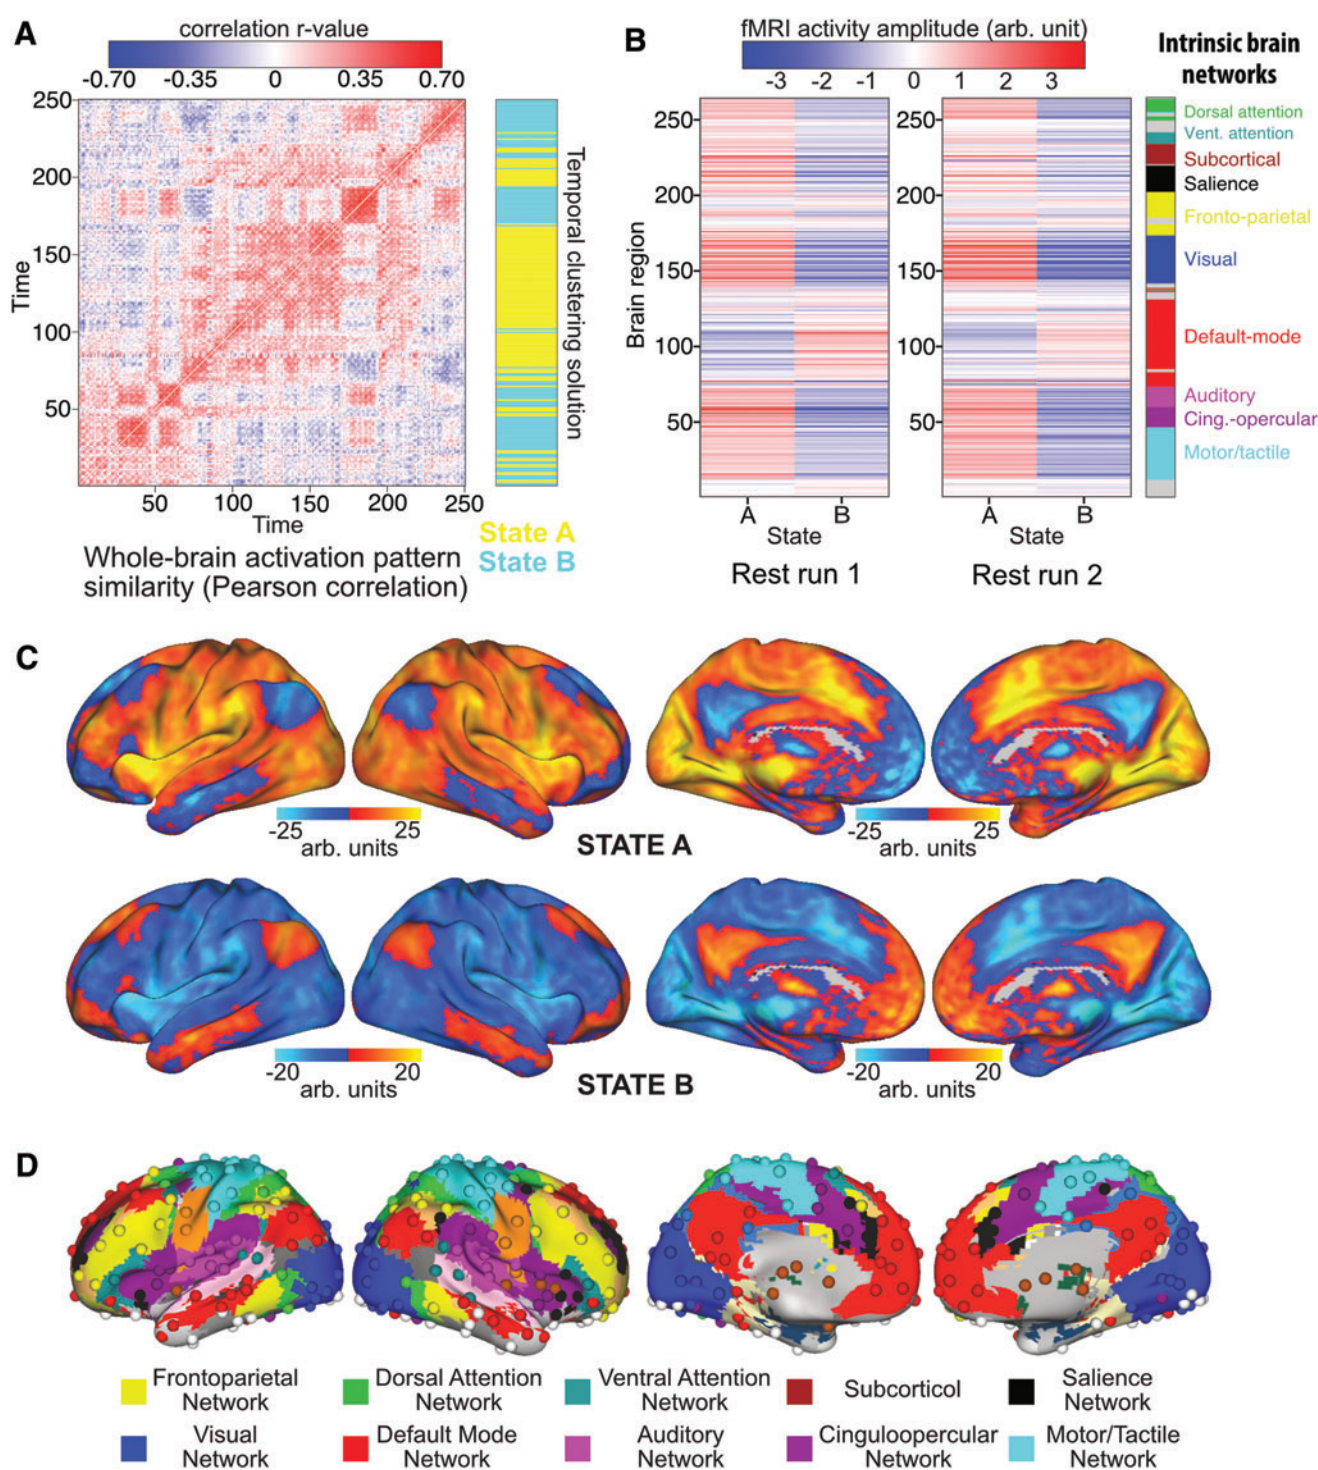 A
correlation r-value
-0.70 -0.35 0 0.35 0.70
250
200
150
100
50
Time
50 100 150 200 250
Time
Temporal clustering solution
Whole-brain activation pattern
similarity (Pearson correlation)
State A
State B
B
fMRI activity amplitude (arb. unit)
-3 -2 -1 0 1 2 3
Brain region
250
200
150
100
50
A B
State
Rest run 1
250
200
150
100
50
A B
State
Rest run 2
Intrinsic brain
networks
Dorsal attention
Vent. attention
Subcortical
Salience
Fronto-parietal
Visual
Default-mode
Auditory
Cing.-opercular
Motor/tactile
C
-25 25
arb. units
STATE A
-25 25
arb. units
-20 20
arb. units
STATE B
-20 20
arb. units
D
Frontoparietal
Network
Dorsal Attention
Network
Ventral Attention
Network
Subcorticol
Salience
Network
Visual
Network
Default Mode
Network
Auditory
Network
Cinguloopercular
Network
Motor/Tactile
Network